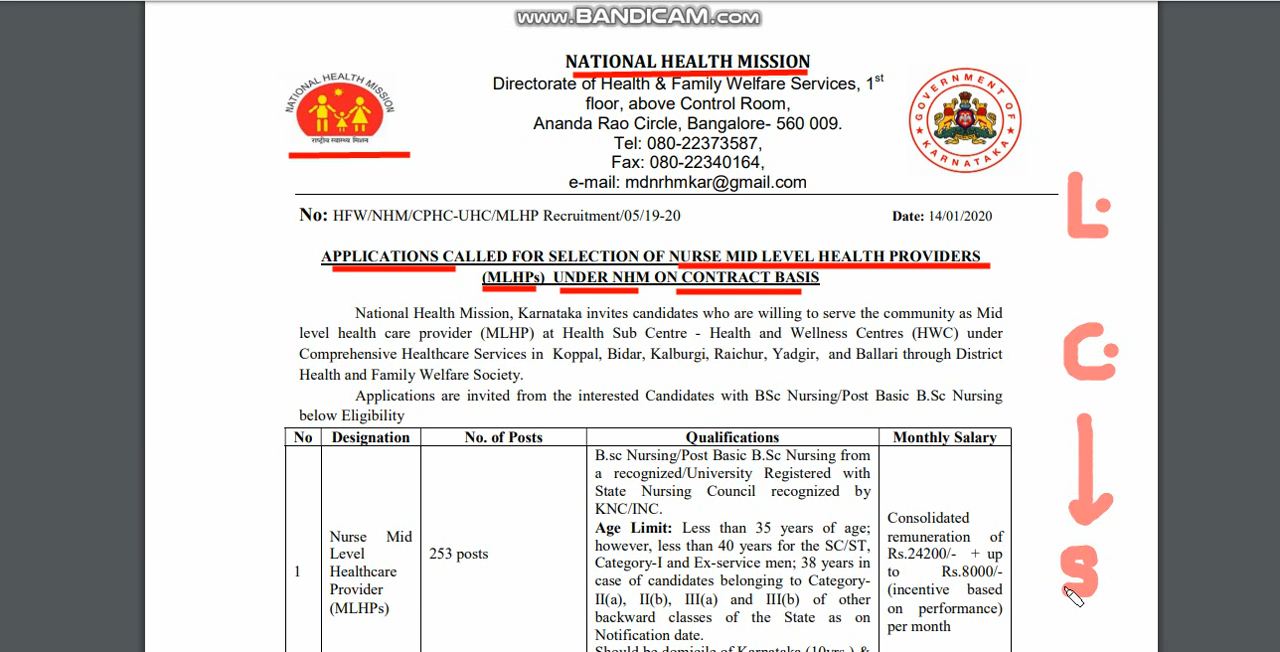 www.BANDICAM.com
NATIONAL HEALTH MISSION
Directorate of Health & Family Welfare Services, 1st
floor, above Control Room,
Ananda Rao Circle, Bangalore- 560 009.
Tel: 080-22373587,
Fax: 080-22340164,
e-mail: mdnrhmkar@gmail.com
NATIONAL HEALTH MISSION
राष्ट्रीय स्वास्थ्य मिशन
GOVERNMENT OF
KARNATAKA
No: HFW/NHM/CPHC-UHC/MLHP Recruitment/05/19-20
Date: 14/01/2020
APPLICATIONS CALLED FOR SELECTION OF NURSE MID LEVEL HEALTH PROVIDERS
(MLHPs) UNDER NHM ON CONTRACT BASIS
National Health Mission, Karnataka invites candidates who are willing to serve the community as Mid
level health care provider (MLHP) at Health Sub Centre - Health and Wellness Centres (HWC) under
Comprehensive Healthcare Services in Koppal, Bidar, Kalburgi, Raichur, Yadgir, and Ballari through District
Health and Family Welfare Society.
Applications are invited from the interested Candidates with BSc Nursing/Post Basic B.Sc Nursing
below Eligibility
No
Designation
No. of Posts
Qualifications
Monthly Salary
1
Nurse Mid
Level
Healthcare
Provider
(MLHPs)
253 posts
B.sc Nursing/Post Basic B.Sc Nursing from
a recognized/University Registered with
State Nursing Council recognized by
KNC/INC.
Age Limit: Less than 35 years of age;
however, less than 40 years for the SC/ST,
Category-I and Ex-service men; 38 years in
case of candidates belonging to Category-
II(a), II(b), III(a) and III(b) of other
backward classes of the State as on
Notification date.
Should be domicile of Karnataka (10yrs.) &
Consolidated
remuneration of
Rs.24200/- + up
to Rs.8000/-
(incentive based
on performance)
per month
L.
C.
S